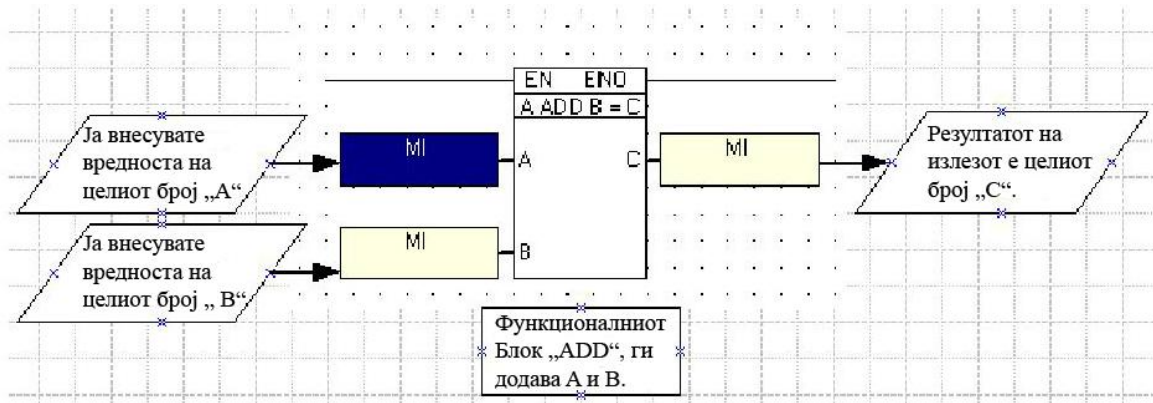 EN ENO
A ADD B = C
Ја внесувате
вредноста на
целиот број „А“
MI
A
C
MI
Резултатот на
излезот е целиот
број „С“.
Ја внесувате
вредноста на
целиот број „ В“
MI
B
Функционалниот
Блок „ADD“, ги
додава А и В.